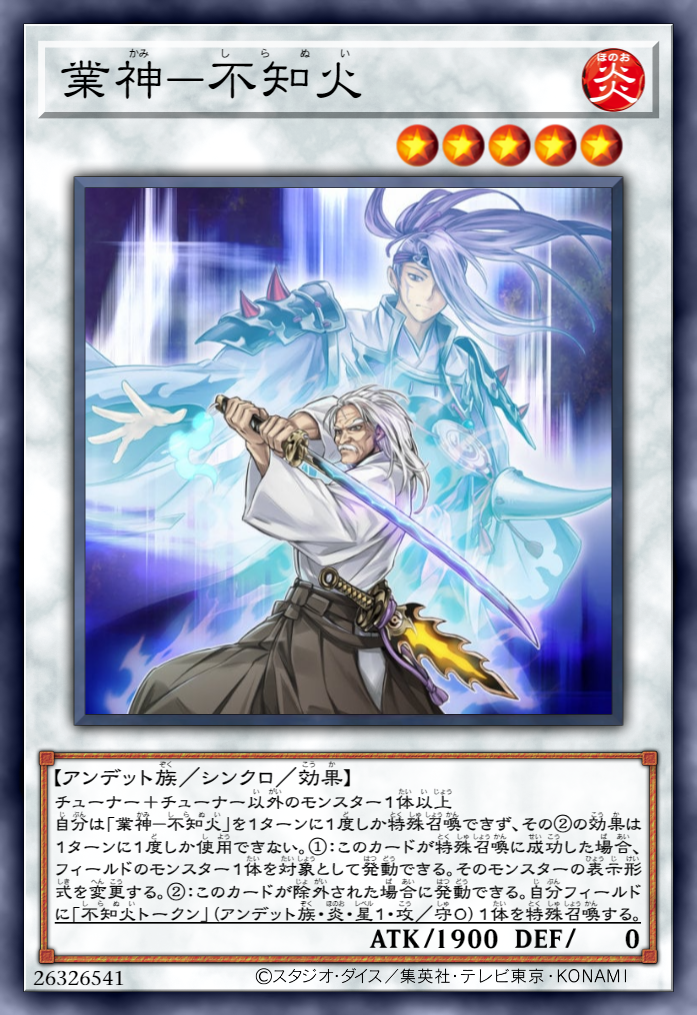 業神－不知火
炎
【アンデット族／シンクロ／効果】
チューナー＋チューナー以外のモンスター１体以上
自分は「業神－不知火」を１ターンに１度しか特殊召喚できず、その②の効果は
１ターンに１度しか使用できない。①：このカードが特殊召喚に成功した場合、
フィールドのモンスター１体を対象として発動できる。そのモンスターの表示形
式を変更する。②：このカードが除外された場合に発動できる。自分フィールド
に「不知火トークン」（アンデット族・炎・星１・攻／守０）１体を特殊召喚する。
ATK/1900 DEF/ 0
26326541 ©スタジオ・ダイス／集英社・テレビ東京・KONAMI